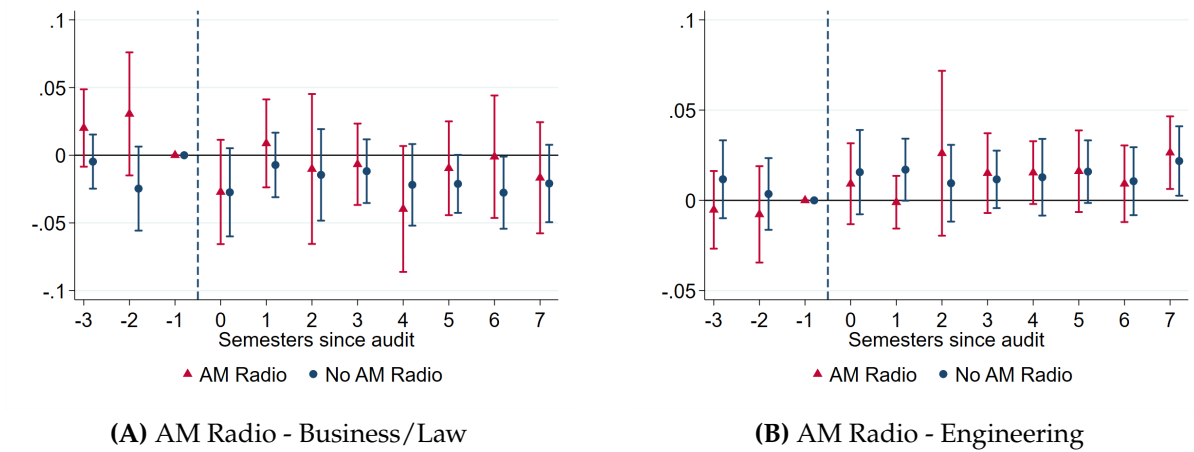 .1
.05
0
-.05
-.1
-3 -2 -1 0 1 2 3 4 5 6 7
Semesters since audit
AM Radio No AM Radio
(A) AM Radio - Business/Law
.1
.05
0
-.05
-3 -2 -1 0 1 2 3 4 5 6 7
Semesters since audit
AM Radio No AM Radio
(B) AM Radio - Engineering